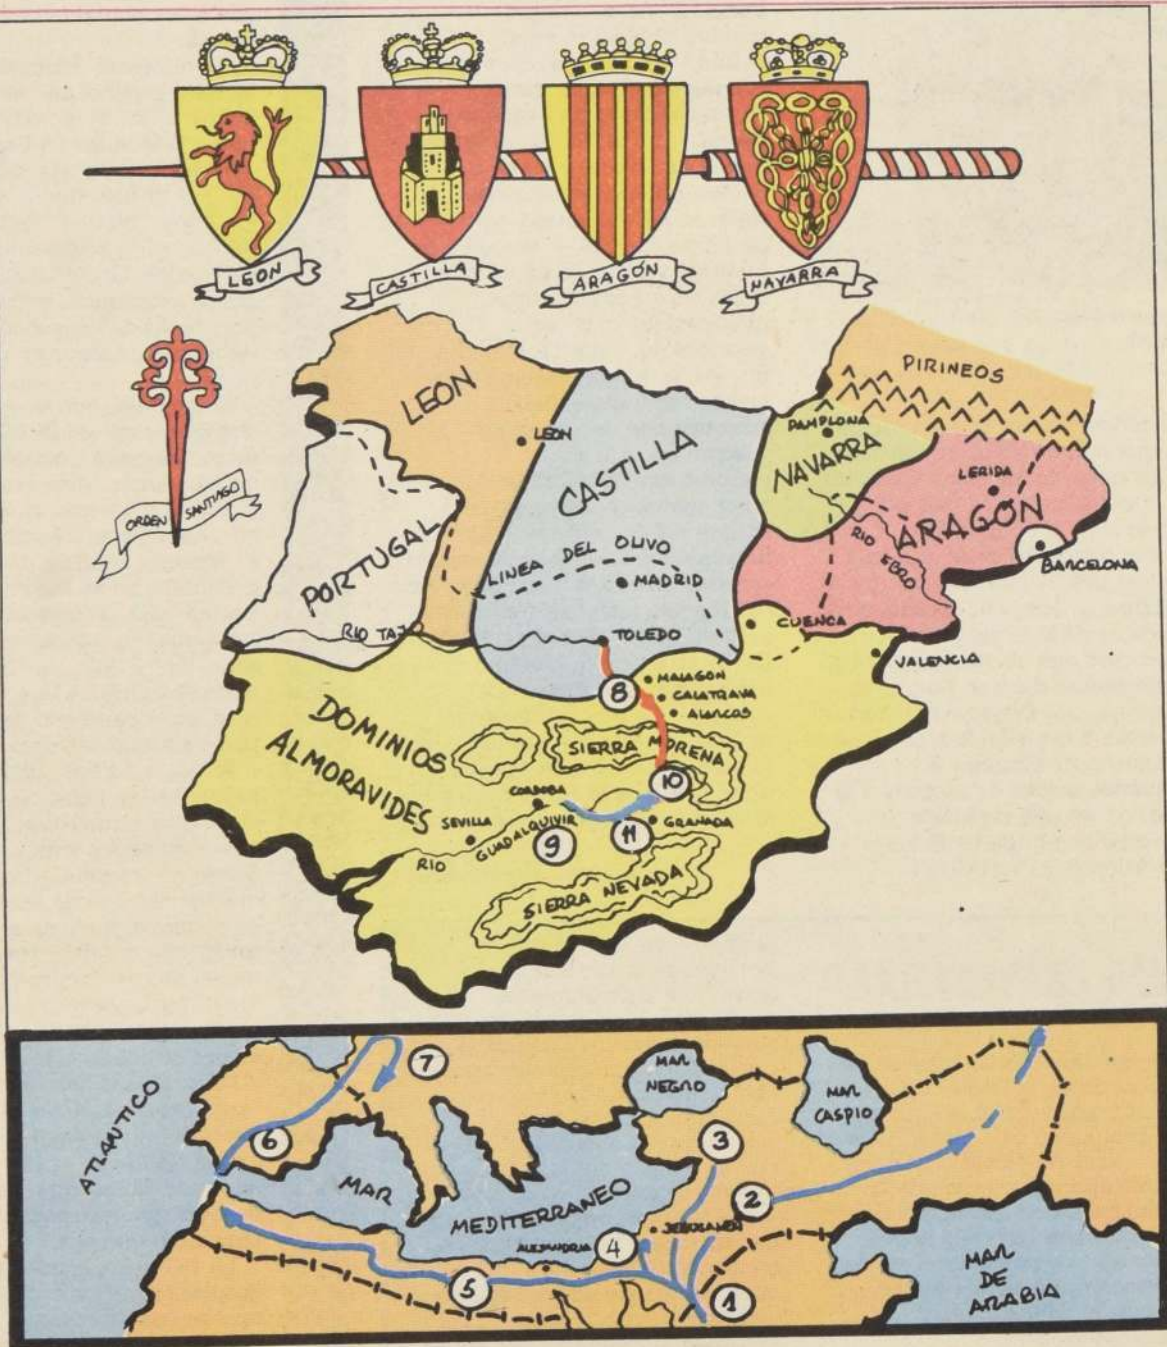 LEON
CASTILLA
ARAGÓN
NAVARRA
ORDEN SANTIAGO
PIRINEOS
LEON
LEON
CASTILLA
PAMPLONA
NAVARRA
LERIDA
ARAGÓN
RIO EBRO
BARCELONA
PORTUGAL
LINEA DEL OLIVO
MADRID
RIO TAJO
TOLEDO
CUENCA
VALENCIA
MALAGON
CALATRAVA
ALARCOS
8
DOMINIOS
ALMORAVIDES
SIERRA MORENA
10
CORDOBA
SEVILLA
RIO GUADALQUIVIR
9
11
GRANADA
SIERRA NEVADA
ATLANTICO
7
MAR
NEGRO
MAR
CASPIO
6
3
MAR
MEDITERRANEO
2
JERUSALEN
ALEJANDRIA
4
5
1
MAR
DE
ARABIA